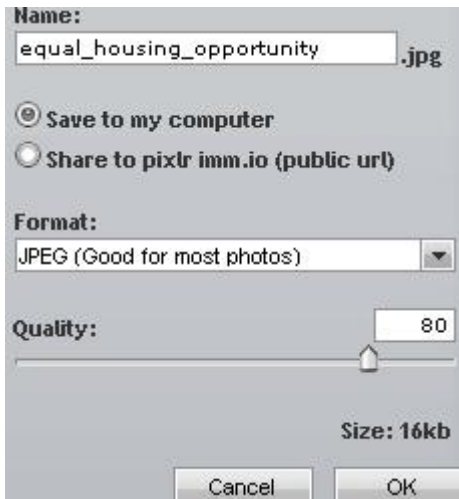 Name:
equal_housing_opportunity .jpg
Save to my computer
Share to pixlr imm.io (public url)
Format:
JPEG (Good for most photos)
Quality: 80
Size: 16kb
Cancel OK